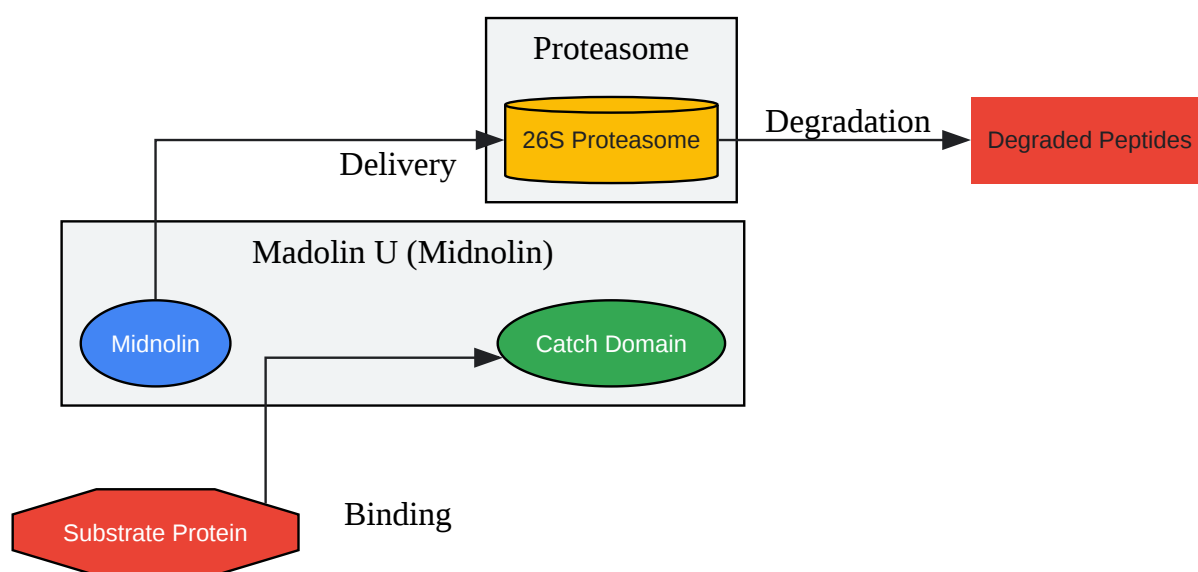 Proteasome
26S Proteasome
Degradation
Degraded Peptides
Delivery
Madolin U (Midnolin)
Midnolin
Catch Domain
Binding
Substrate Protein